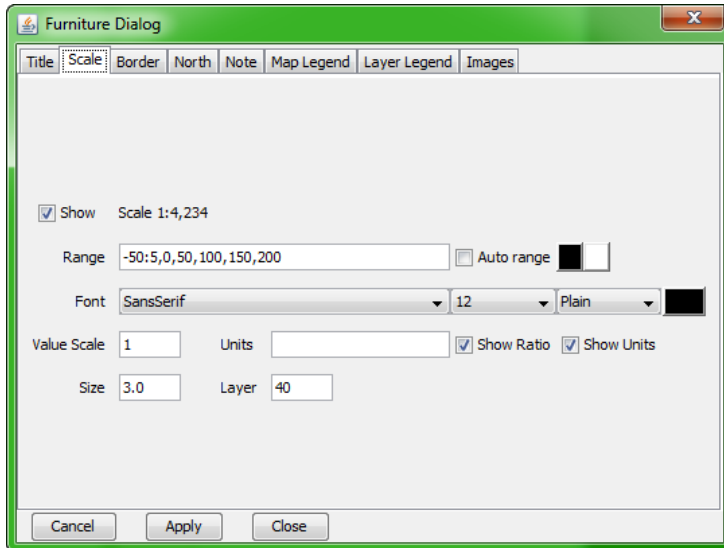 Furniture Dialog
Title Scale Border North Note Map Legend Layer Legend Images
Show Scale 1:4,234
Range -50:5,0,50,100,150,200 Auto range
Font SansSerif 12 Plain
Value Scale 1 Units Show Ratio Show Units
Size 3.0 Layer 40
Cancel Apply Close